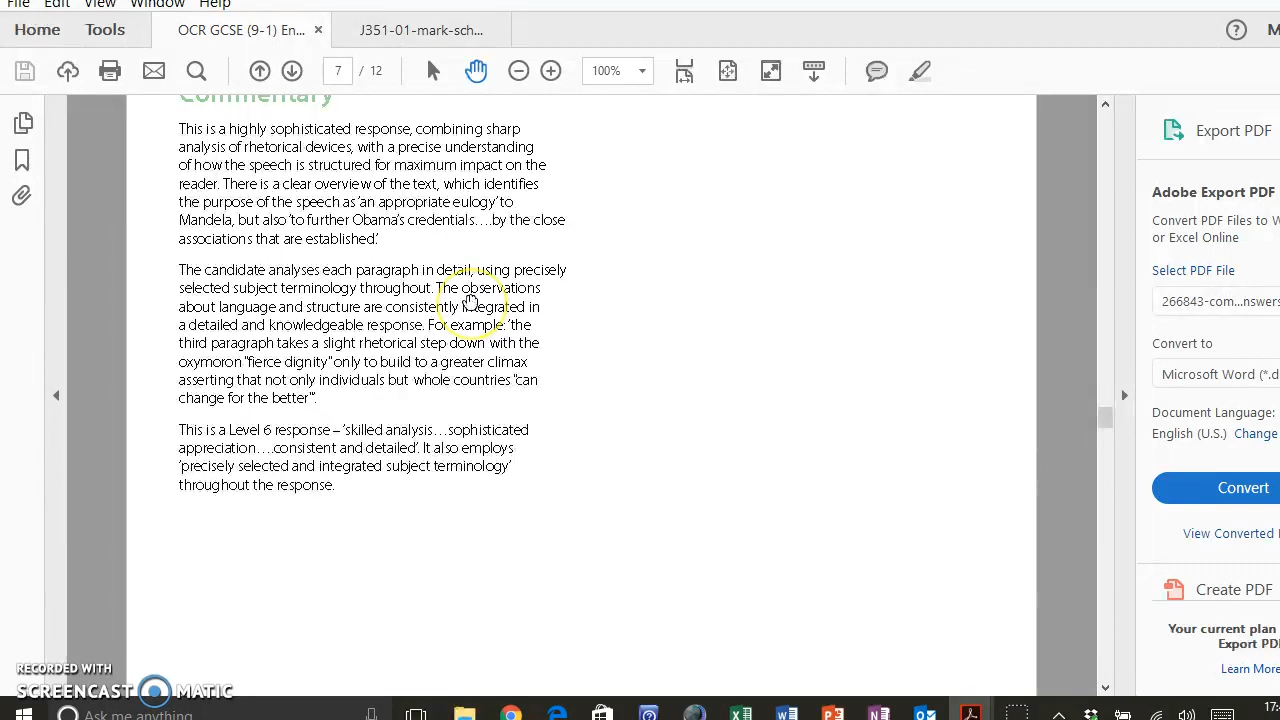 File Edit View Window Help
Home Tools OCR GCSE (9-1) En... × J351-01-mark-sch...
7 / 12 100%
Commentary
This is a highly sophisticated response, combining sharp
analysis of rhetorical devices, with a precise understanding
of how the speech is structured for maximum impact on the
reader. There is a clear overview of the text, which identifies
the purpose of the speech as ‘an appropriate eulogy’ to
Mandela, but also ‘to further Obama’s credentials….by the close
associations that are established’.
The candidate analyses each paragraph in detail, using precisely
selected subject terminology throughout. The observations
about language and structure are consistently integrated in
a detailed and knowledgeable response. For example: ‘the
third paragraph takes a slight rhetorical step down with the
oxymoron “fierce dignity” only to build to a greater climax
asserting that not only individuals but whole countries “can
change for the better”’.
This is a Level 6 response – ‘skilled analysis…sophisticated
appreciation….consistent and detailed’. It also employs
‘precisely selected and integrated subject terminology’
throughout the response.
Export PDF
Adobe Export PDF
Convert PDF Files to W
or Excel Online
Select PDF File
266843-com...nswers
Convert to
Microsoft Word (*.d
Document Language:
English (U.S.) Change
Convert
View Converted
Create PDF
Your current plan
Export PD
Learn More
RECORDED WITH
SCREENCAST MATIC
Ask me anything
17: